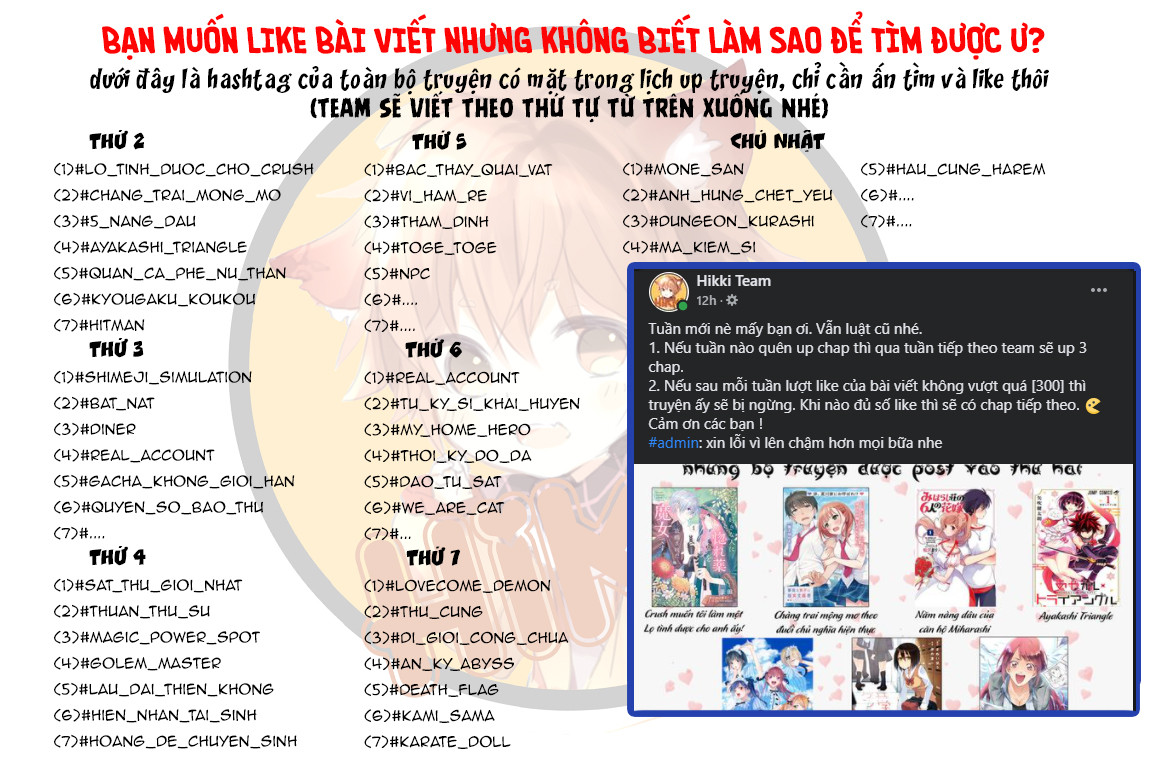 BẠN MUỐN LIKE BÀI VIẾT NHƯNG KHÔNG BIẾT LÀM SAO ĐỂ TÌM ĐƯỢC Ư?
dưới đây là hashtag của toàn bộ truyện có mặt trong lịch up truyện, chỉ cần ấn tìm và like thôi
(TEAM SẼ VIẾT THEO THỨ TỰ TỪ TRÊN XUỐNG NHÉ)
THỨ 2
(1)#LO_TINH_DUOC_CHO_CRUSH
(2)#CHANG_TRAI_MONG_MO
(3)#5_NANG_DAU
(4)#AYAKASHI_TRIANGLE
(5)#QUAN_CA_PHE_NU_THAN
(6)#KYOUGAKU_KOUKOU
(7)#HITMAN
THỨ 3
(1)#SHIMEJI_SIMULATION
(2)#BAT_NAT
(3)#DINER
(4)#REAL_ACCOUNT
(5)#GACHA_KHONG_GIOI_HAN
(6)#QUYEN_SO_BAO_THU
(7)#....
THỨ 4
(1)#SAT_THU_GIOI_NHAT
(2)#THUAN_THU_SU
(3)#MAGIC_POWER_SPOT
(4)#GOLEM_MASTER
(5)#LAU_DAI_THIEN_KHONG
(6)#HIEN_NHAN_TAI_SINH
(7)#HOANG_DE_CHUYEN_SINH
THỨ 5
(1)#BAC_THAY_QUAI_VAT
(2)#VI_HAM_RE
(3)#THAM_DINH
(4)#TOGE_TOGE
(5)#NPC
(6)#....
(7)#....
THỨ 6
(1)#REAL_ACCOUNT
(2)#TU_KY_SI_KHAI_HUYEN
(3)#MY_HOME_HERO
(4)#THOI_KY_DO_DA
(5)#DAO_TU_SAT
(6)#WE_ARE_CAT
(7)#...
THỨ 7
(1)#LOVECOME_DEMON
(2)#THU_CUNG
(3)#DI_GIOI_CONG_CHUA
(4)#AN_KY_ABYSS
(5)#DEATH_FLAG
(6)#KAMI_SAMA
(7)#KARATE_DOLL
CHỦ NHẬT
(1)#MONE_SAN
(2)#ANH_HUNG_CHET_YEU
(3)#DUNGEON_KURASHI
(4)#MA_KIEM_SI
(5)#HAU_CUNG_HAREM
(6)#....
(7)#....
Hikki Team
12h
Tuần mới nè mấy bạn ơi. Vẫn luật cũ nhé.
1. Nếu tuần nào quên up chap thì qua tuần tiếp theo team sẽ up 3
chap.
2. Nếu sau mỗi tuần lượt like của bài viết không vượt quá [300] thì
truyện ấy sẽ bị ngừng. Khi nào đủ số like thì sẽ có chap tiếp theo.
Cảm ơn các bạn !
#admin: xin lỗi vì lên chậm hơn mọi bữa nhe
những bộ truyện được post vào thứ hai
Crush muốn tôi làm một
Lọ tình dược cho anh ấy!
Chàng trai mộng mơ theo
đuổi chủ nghĩa hiện thực
Năm nàng dâu của
căn hộ Miharashi
Ayakashi Triangle